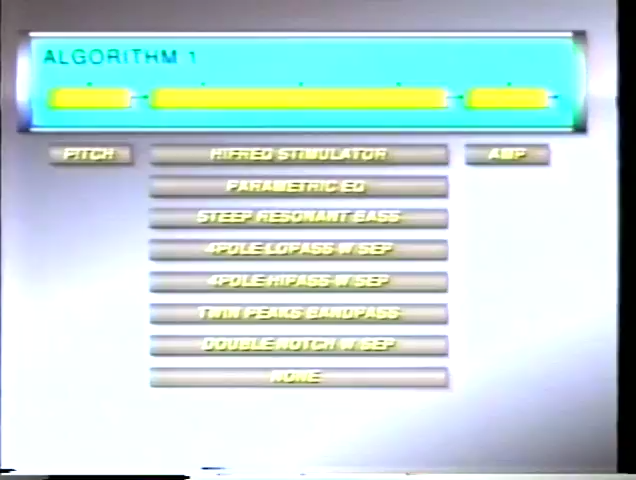 ALGORITHM 1
PITCH HIFREQ STIMULATOR AMP
PARAMETRIC EQ
STEEP RESONANT BASS
4POLE LOPASS W SEP
4POLE HIPASS W SEP
TWIN PEAKS BANDPASS
DOUBLE NOTCH W SEP
NONE